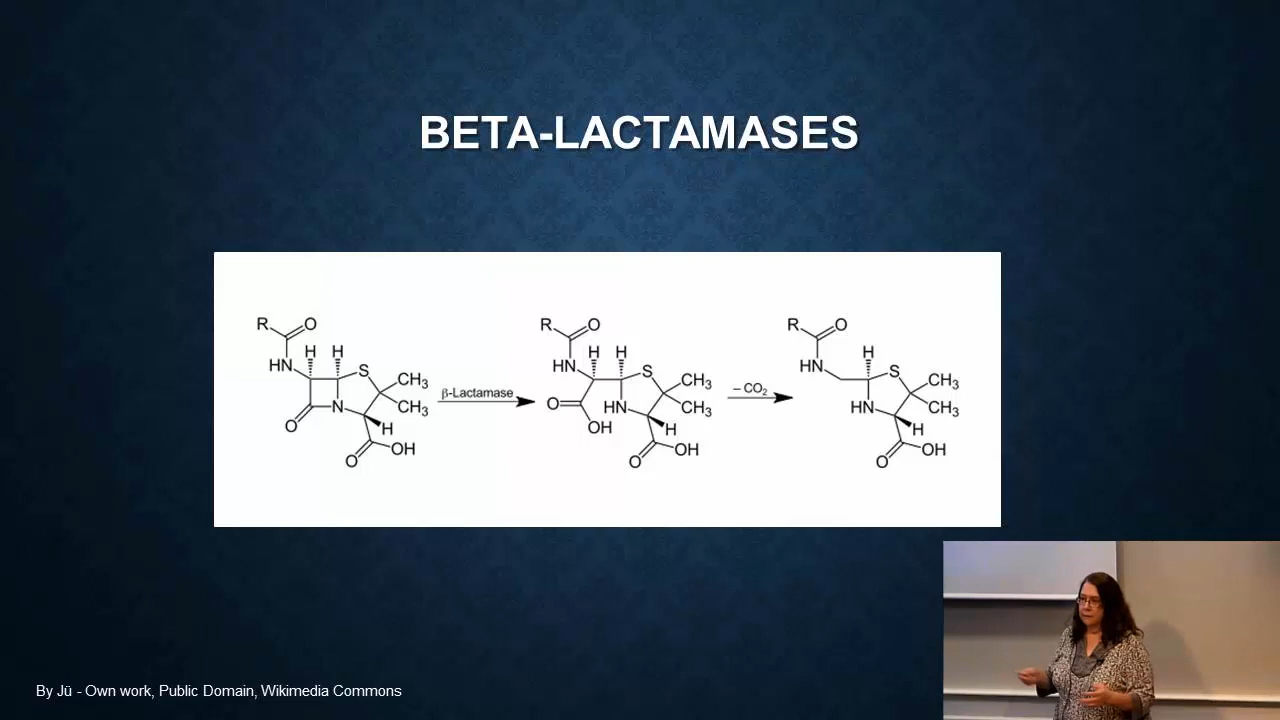 BETA-LACTAMASES
R O
HN H H S CH3
CH3
O N H
O OH
β-Lactamase
R O
HN H H S CH3
CH3
O OH HN H
O OH
– CO2
R O
HN H S CH3
CH3
HN H
O OH
By Jü - Own work, Public Domain, Wikimedia Commons